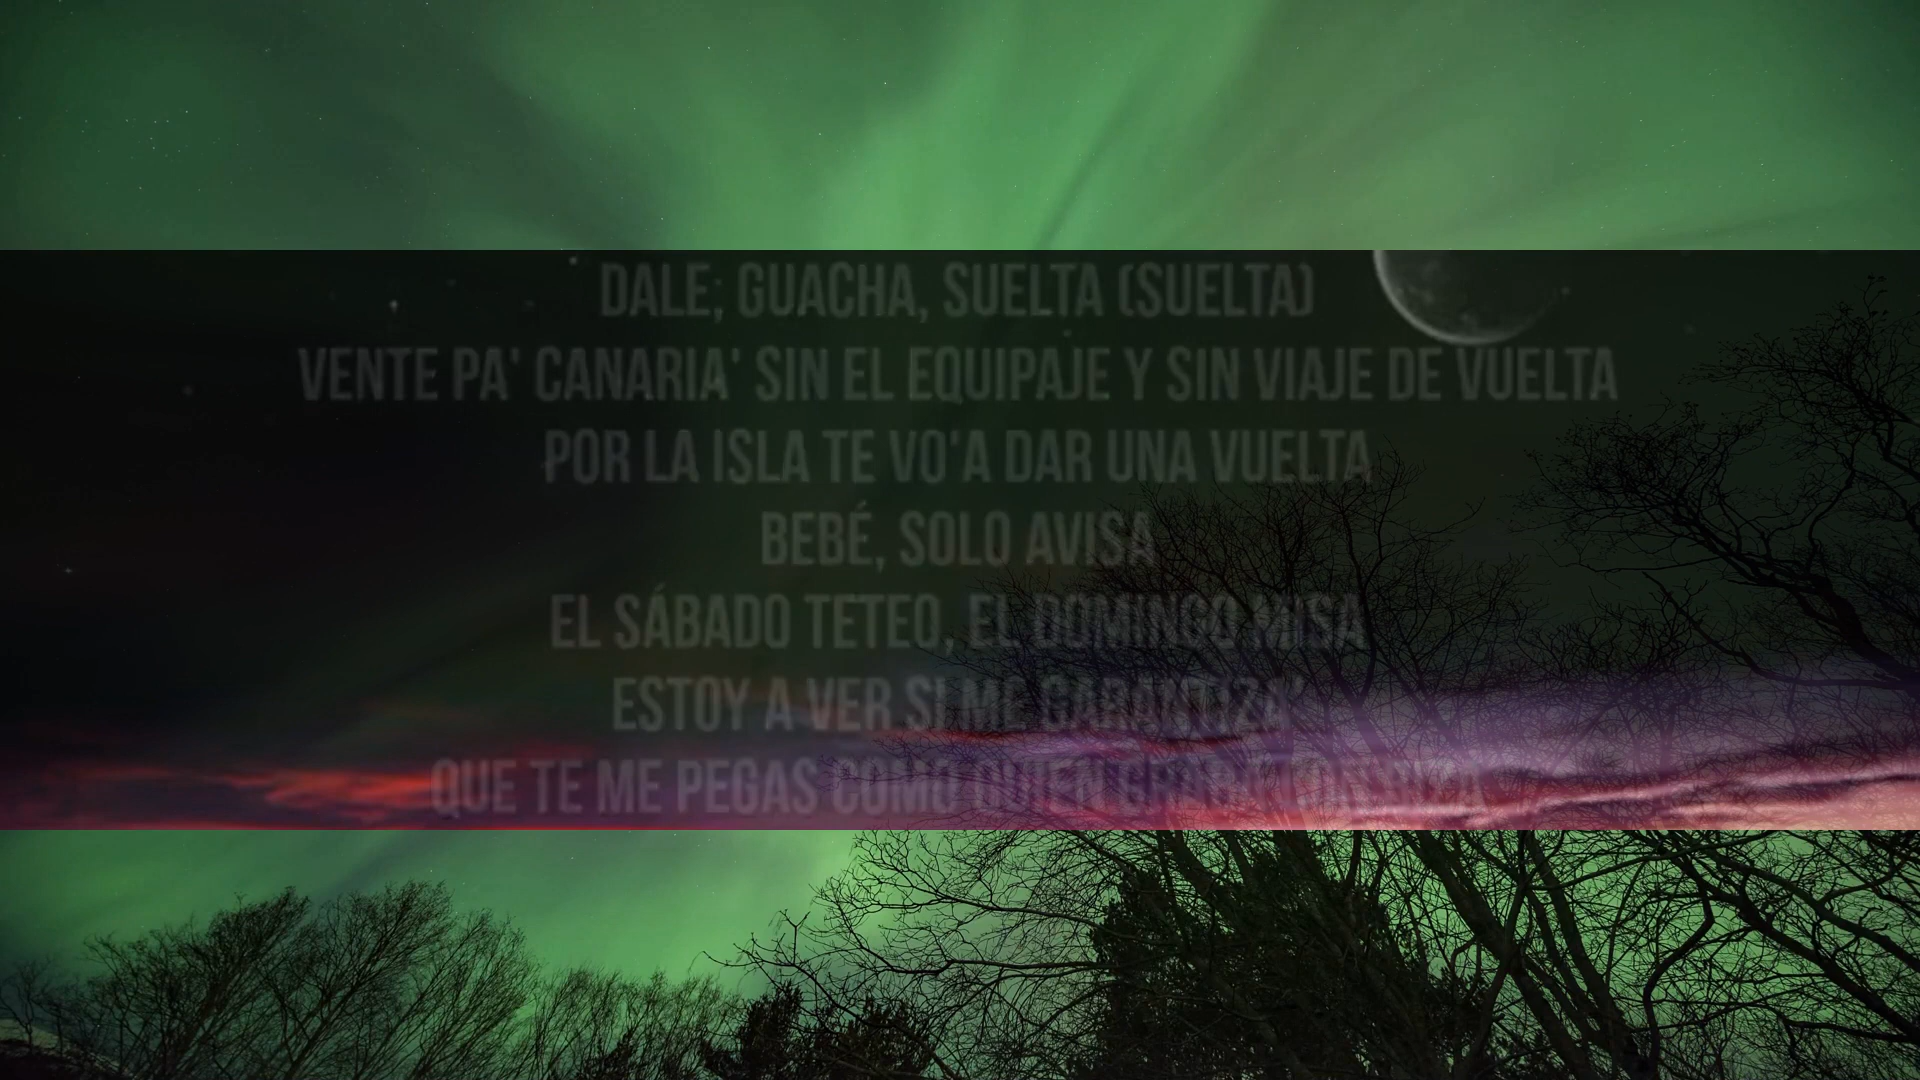 DALE; GUACHA, SUELTA (SUELTA)
VENTE PA' CANARIA' SIN EL EQUIPAJE Y SIN VIAJE DE VUELTA
POR LA ISLA TE VO'A DAR UNA VUELTA
BEBÉ, SOLO AVISA
EL SÁBADO TETEO, EL DOMINGO MISA
ESTOY A VER SI ME GARANTIZA'
QUE TE ME PEGAS COMO QUIEN